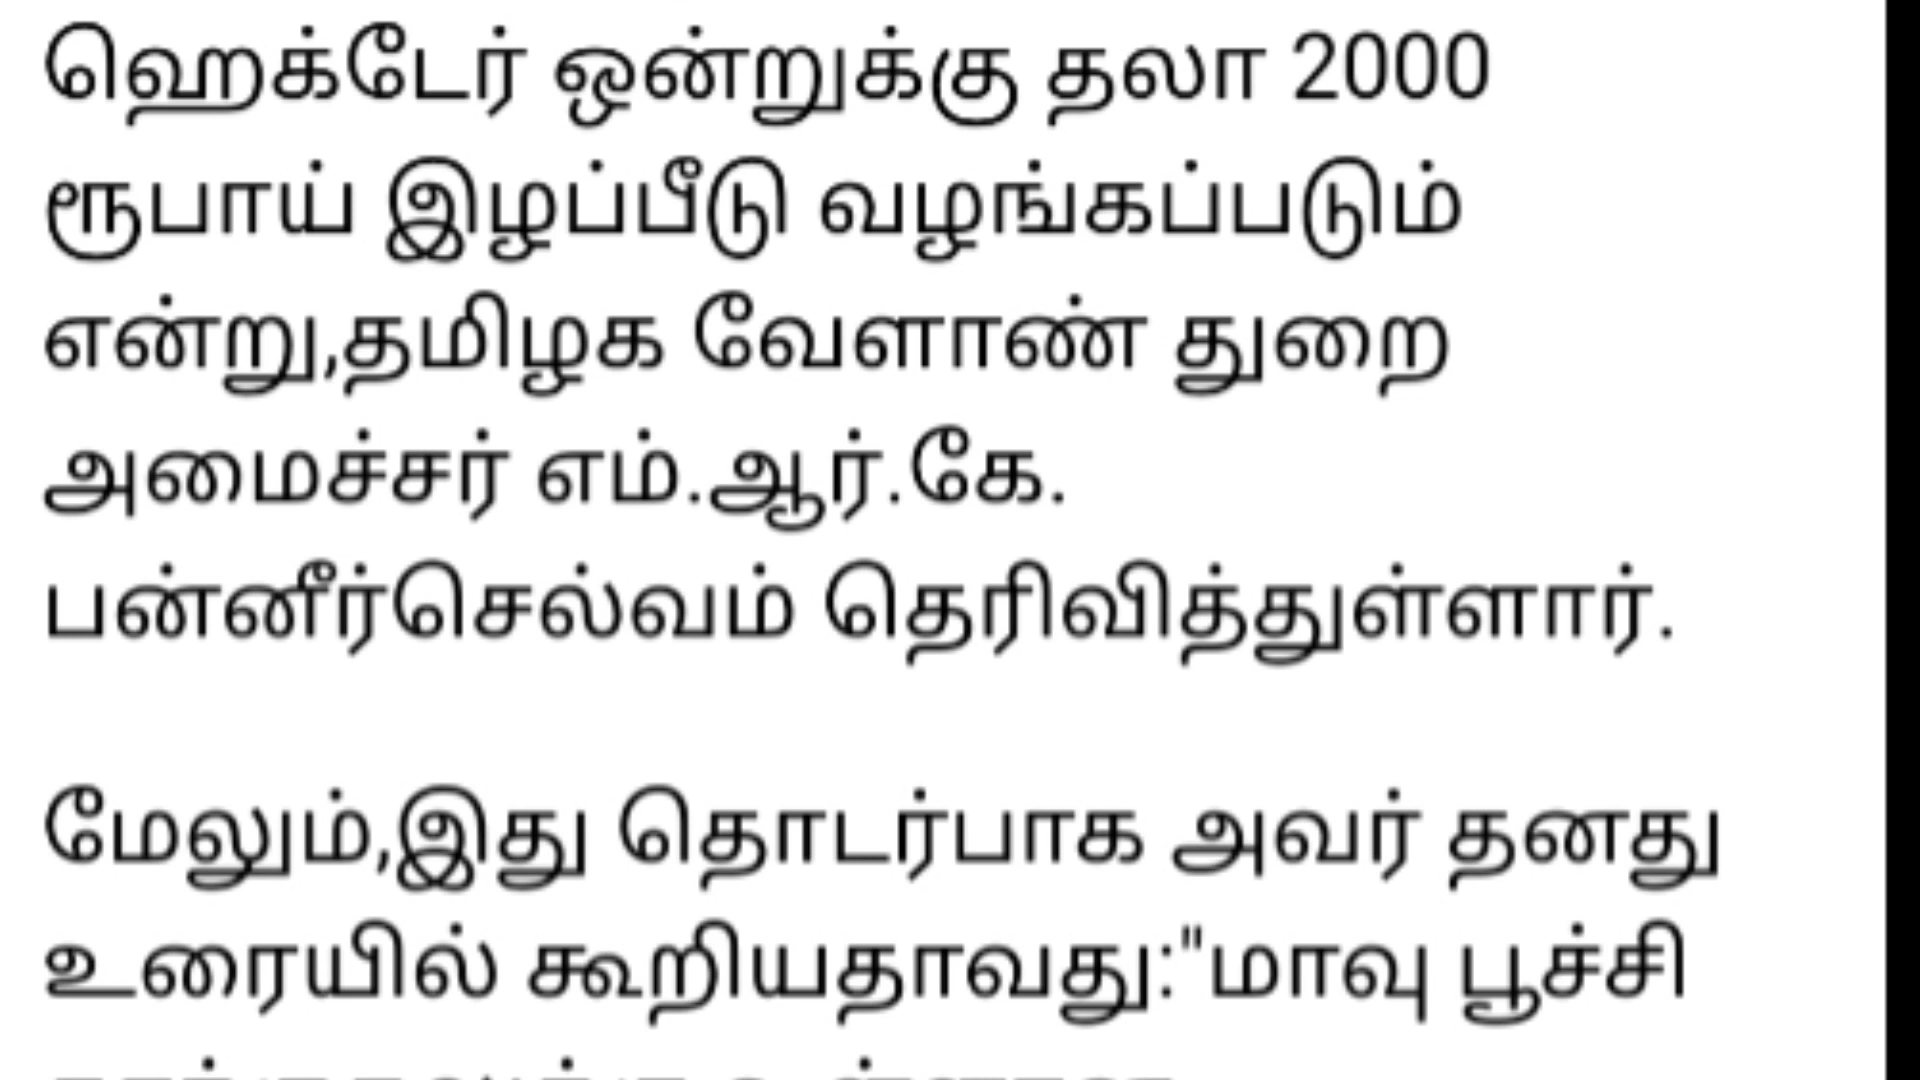 ஹெக்டேர் ஒன்றுக்கு தலா 2000
ரூபாய் இழப்பீடு வழங்கப்படும்
என்று,தமிழக வேளாண் துறை
அமைச்சர் எம்.ஆர்.கே.
பன்னீர்செல்வம் தெரிவித்துள்ளார்.
மேலும்,இது தொடர்பாக அவர் தனது
உரையில் கூறியதாவது:"மாவு பூச்சி